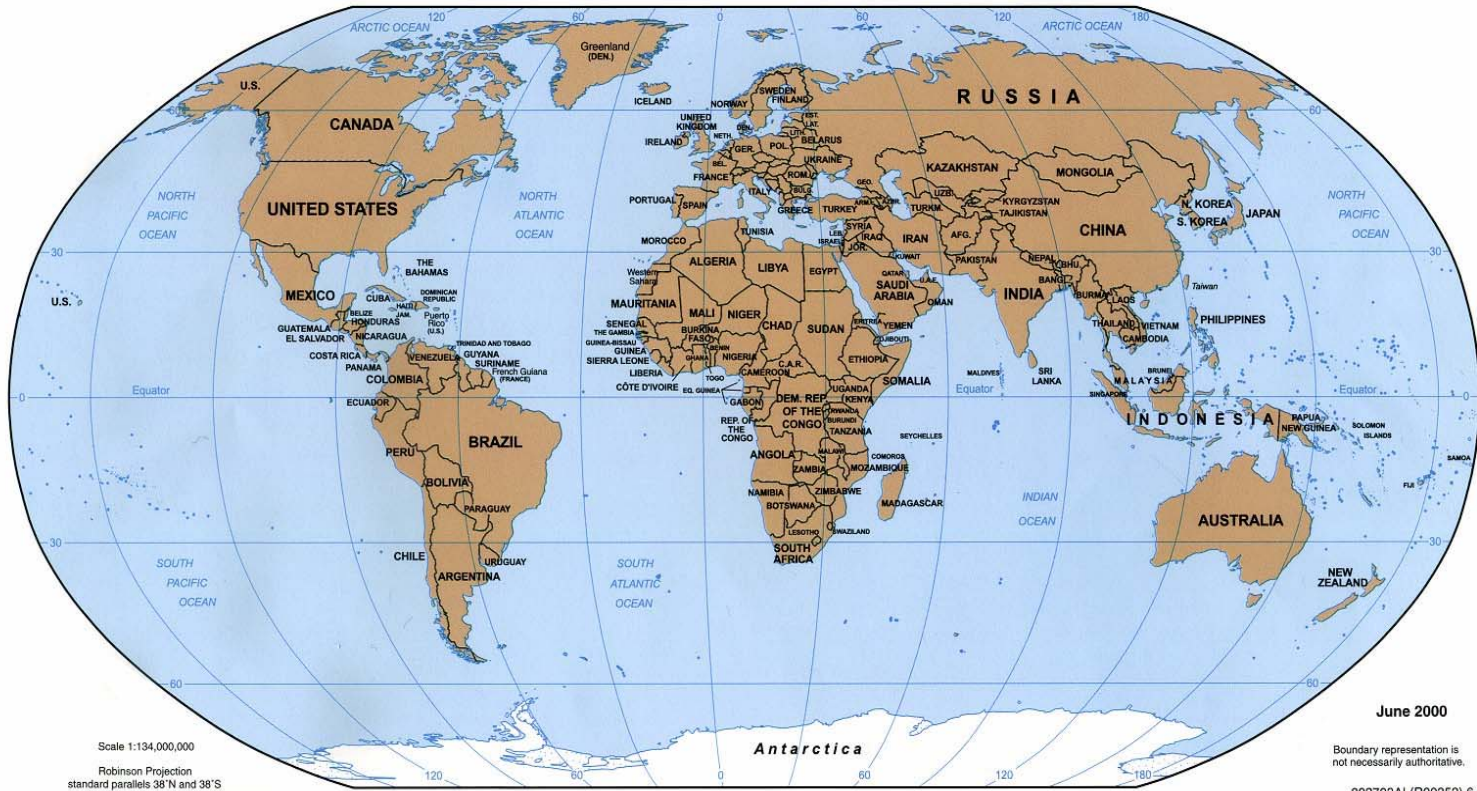 120
60
0
60
120
180
ARCTIC OCEAN
ARCTIC OCEAN
Greenland
(DEN.)
U.S.
ICELAND
NORWAY
SWEDEN
FINLAND
RUSSIA
60
60
CANADA
UNITED
KINGDOM
IRELAND
DEN.
NETH.
BEL.
GER.
POL.
EST.
LAT.
LITH.
BELARUS
UKRAINE
FRANCE
ROM.
BULG.
ITALY
GREECE
PORTUGAL
SPAIN
KAZAKHSTAN
MONGOLIA
GEO.
ARM.
AZER.
UZB.
TURKM.
KYRGYZSTAN
TAJIKISTAN
TURKEY
N. KOREA
S. KOREA
JAPAN
NORTH
PACIFIC
OCEAN
UNITED STATES
NORTH
ATLANTIC
OCEAN
NORTH
PACIFIC
OCEAN
CHINA
30
30
MOROCCO
TUNISIA
LEB.
ISRAEL
SYRIA
IRAQ
JOR.
IRAN
AFG.
KUWAIT
PAKISTAN
NEPAL
BHU.
BANGL.
ALGERIA
LIBYA
EGYPT
Western
Sahara
QATAR
U.A.E.
SAUDI
ARABIA
OMAN
INDIA
BURMA
LAOS
Taiwan
THE
BAHAMAS
U.S.
MEXICO
CUBA
DOMINICAN
REPUBLIC
HAITI
JAM.
Puerto
Rico
(U.S.)
BELIZE
HONDURAS
GUATEMALA
EL SALVADOR
NICARAGUA
COSTA RICA
PANAMA
TRINIDAD AND TOBAGO
VENEZUELA
GUYANA
SURINAME
French Guiana
(FRANCE)
COLOMBIA
MAURITANIA
MALI
NIGER
CHAD
SUDAN
ERITREA
YEMEN
DJIBOUTI
SENEGAL
THE GAMBIA
GUINEA-BISSAU
GUINEA
SIERRA LEONE
LIBERIA
CÔTE D'IVOIRE
BURKINA
FASO
GHANA
BENIN
TOGO
NIGERIA
CAMEROON
C.A.R.
ETHIOPIA
SOMALIA
THAILAND
VIETNAM
CAMBODIA
PHILIPPINES
MALDIVES
SRI
LANKA
BRUNEI
MALAYSIA
SINGAPORE
Equator
Equator
Equator
0
0
ECUADOR
EQ. GUINEA
GABON
REP. OF
THE
CONGO
DEM. REP.
OF THE
CONGO
UGANDA
KENYA
RWANDA
BURUNDI
TANZANIA
SEYCHELLES
INDONESIA
PAPUA
NEW GUINEA
SOLOMON
ISLANDS
BRAZIL
PERU
BOLIVIA
ANGOLA
ZAMBIA
MALAWI
COMOROS
MOZAMBIQUE
MADAGASCAR
SAMOA
FIJI
NAMIBIA
ZIMBABWE
BOTSWANA
INDIAN
OCEAN
PARAGUAY
LESOTHO
SWAZILAND
SOUTH
AFRICA
AUSTRALIA
30
30
CHILE
URUGUAY
ARGENTINA
SOUTH
PACIFIC
OCEAN
SOUTH
ATLANTIC
OCEAN
NEW
ZEALAND
60
60
Antarctica
June 2000
Scale 1:134,000,000
Robinson Projection
standard parallels 38°N and 38°S
Boundary representation is
not necessarily authoritative.
120
60
0
60
120
180